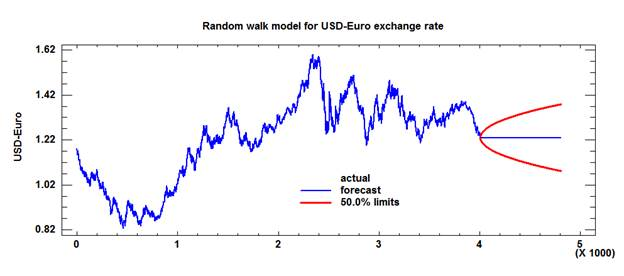 Random walk model for USD-Euro exchange rate
1.62
1.42
1.22
1.02
0.82
USD-Euro
actual
forecast
50.0% limits
0 1 2 3 4 5
(X 1000)